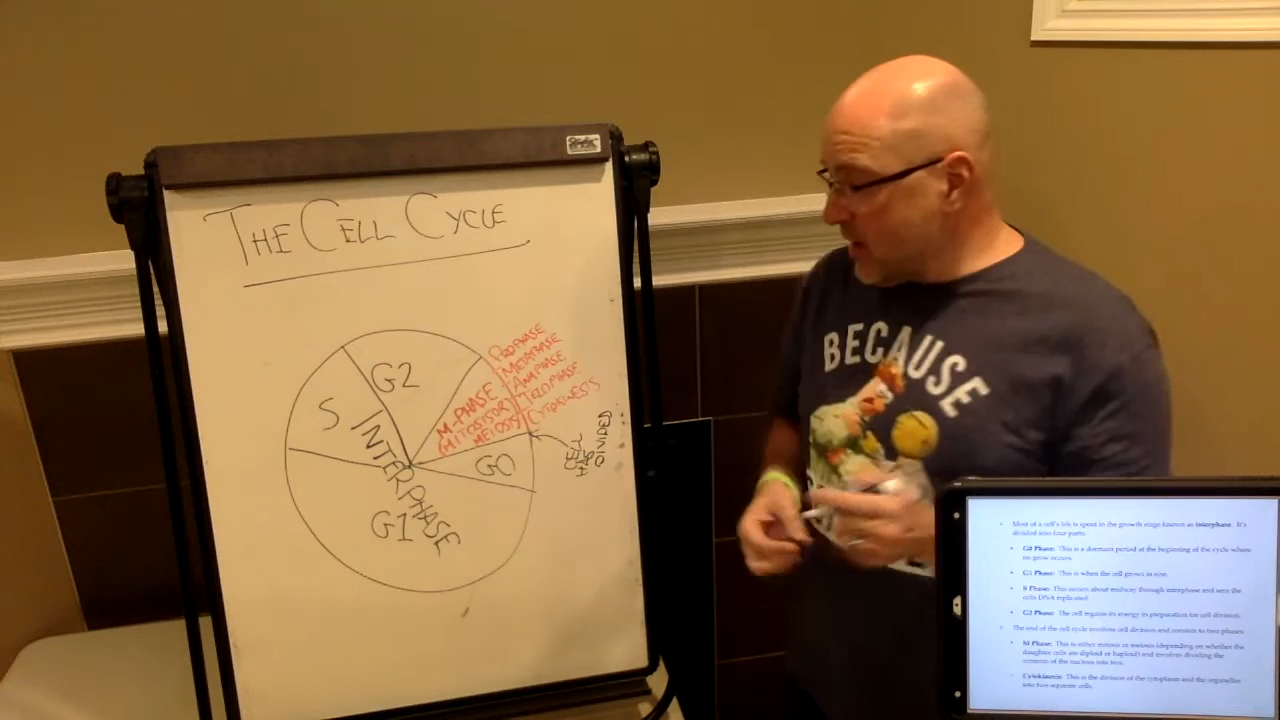 THE CELL CYCLE
G2
S
INTERPHASE
G1
G0
M-PHASE
(MITOSIS OR
MEIOSIS)
PROPHASE
METAPHASE
ANAPHASE
TELOPHASE
CYTOKINESIS
CELL
HAS
DIVIDED
BECAUSE
Most of a cell's life is spent in the growth stage known as interphase. It's
divided into four parts:
G0 Phase: This is a dormant period at the beginning of the cycle where
no grow occurs.
G1 Phase: This is when the cell grows in size.
S Phase: This occurs about midway through interphase and sees the
cells DNA replicated.
G2 Phase: The cell regains its energy in preparation for cell division.
The end of the cell cycle involves cell division and consists to two phases
M Phase: This is either mitosis or meiosis (depending on whether the
daughter cells are diploid or haploid) and involves dividing the
contents of the nucleus into two.
Cytokinesis: This is the division of the cytoplasm and the organelles
into two separate cells.